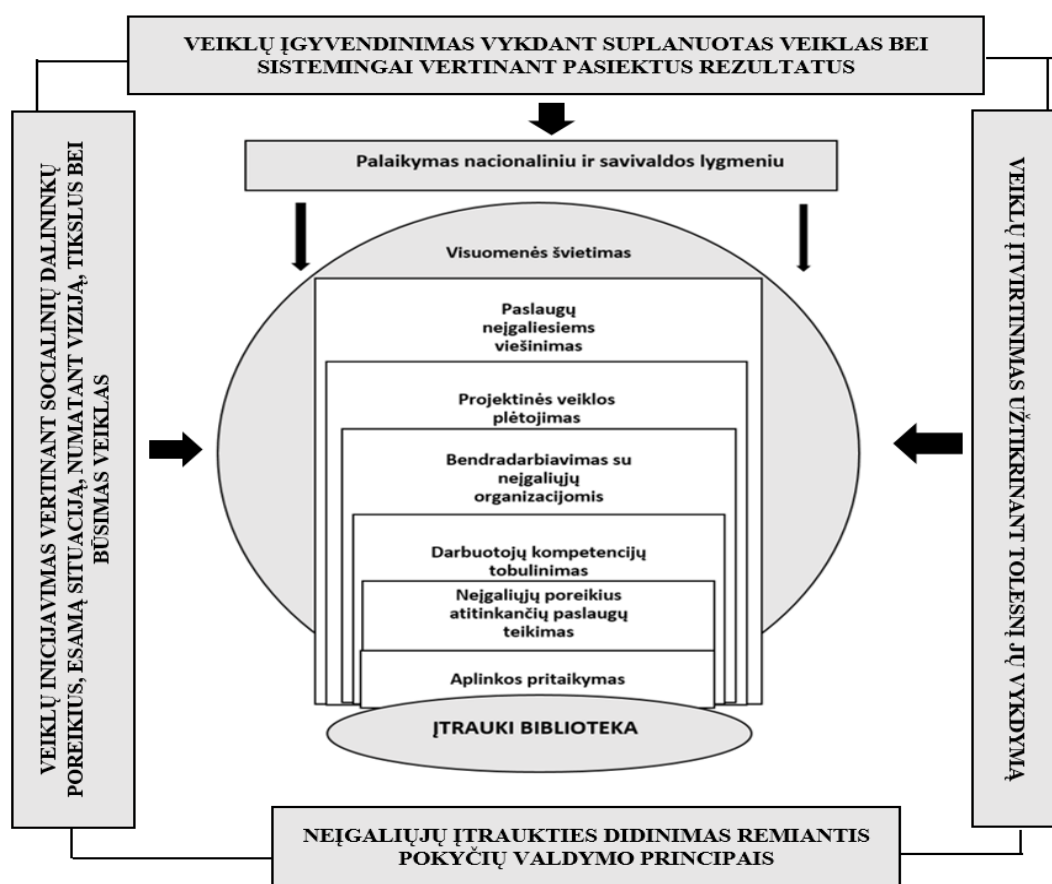 VEIKLŲ ĮGYVENDINIMAS VYKDANT SUPLANUOTAS VEIKLAS BEI
SISTEMINGAI VERTINANT PASIEKTUS REZULTATUS
VEIKLŲ INICIJAVIMAS VERTINANT SOCIALINIŲ DALININKŲ
POREIKIUS, ESAMĄ SITUACIJĄ, NUMATANT VIZIJĄ, TIKSLUS BEI
BŪSIMAS VEIKLAS
Palaikymas nacionaliniu ir savivaldos lygmeniu
Visuomenės švietimas
Paslaugų
neįgaliesiems
viešinimas
Projektinės veiklos
plėtojimas
Bendradarbiavimas su
neįgaliųjų
organizacijomis
Darbuotojų kompetencijų
tobulinimas
Neįgaliųjų poreikius
atitinkančių paslaugų
teikimas
Aplinkos pritaikymas
ĮTRAUKI BIBLIOTEKA
VEIKLŲ ĮTVIRTINIMAS UŽTIKRINANT TOLESNĮ JŲ VYKDYMĄ
NEĮGALIŲJŲ ĮTRAUKTIES DIDINIMAS REMIANTIS
POKYČIŲ VALDYMO PRINCIPAIS